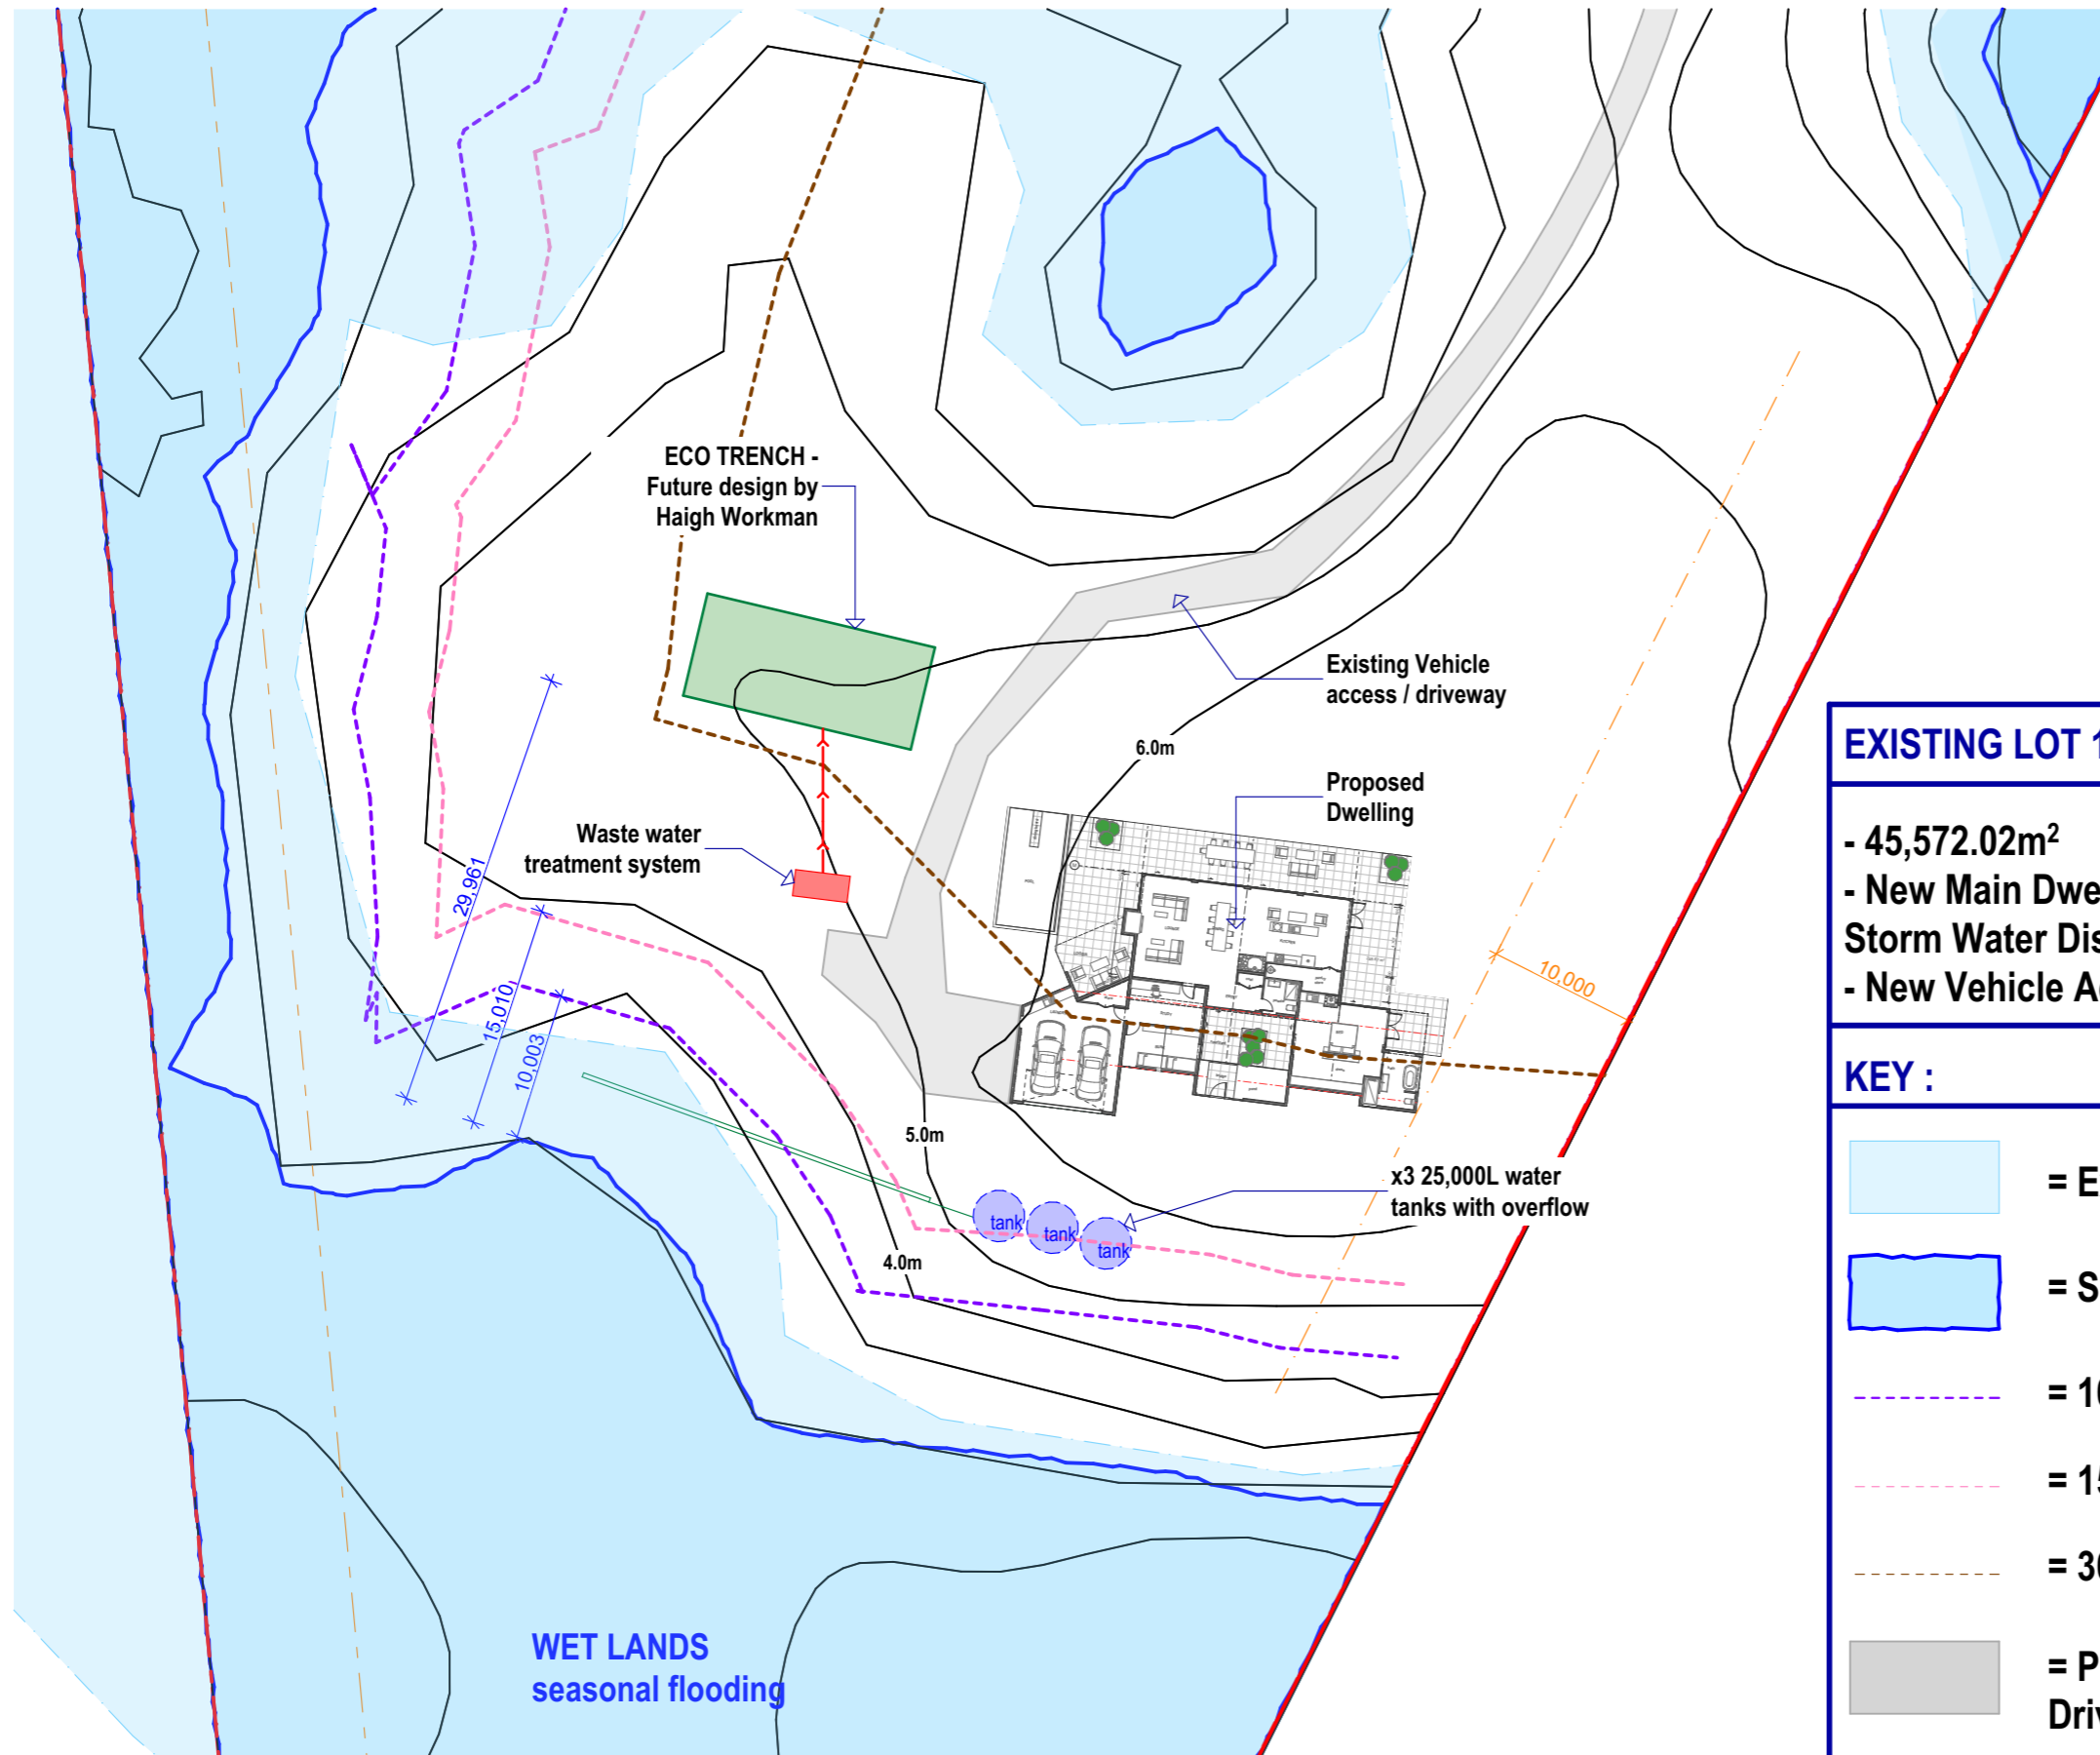 ECO TRENCH -
Future design by
Haigh Workman
Existing Vehicle
access / driveway
6.0m
Proposed
Dwelling
Waste water
treatment system
29,961
15,010
10,003
10,000
5.0m
x3 25,000L water
tanks with overflow
tank
tank
tank
4.0m
WET LANDS
seasonal flooding
EXISTING LOT 1
- 45,572.02m²
- New Main Dwe
Storm Water Dis
- New Vehicle A
KEY :
= E
= S
= 10
= 15
= 30
= P
Driv